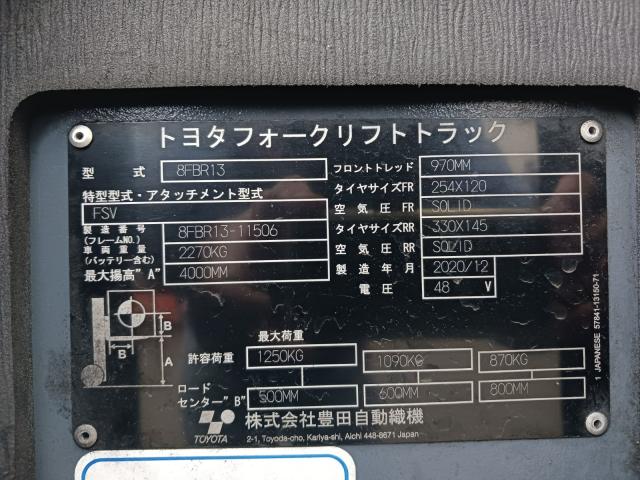 トヨタフォークリフトトラック
型 式 8FBR13
特型型式・アタッチメント型式
FSV
製造番号 (フレームNO.) 8FBR13-11506
車両重量 (バッテリー含む) 2270KG
最大揚高"A" 4000MM
フロントトレッド 970MM
タイヤサイズFR 254X120
空気圧 FR SOLID
タイヤサイズRR 330X145
空気圧 RR SOLID
製造年月 2020/12
電圧 48 V
B
B
A
最大荷重
許容荷重 1250KG 1090KG 870KG
ロードセンター"B" 500MM 600MM 800MM
TOYOTA 株式会社豊田自動織機
2-1, Toyoda-cho, Kariya-shi, Aichi 448-8671 Japan
1 JAPANESE 57841-13150-71